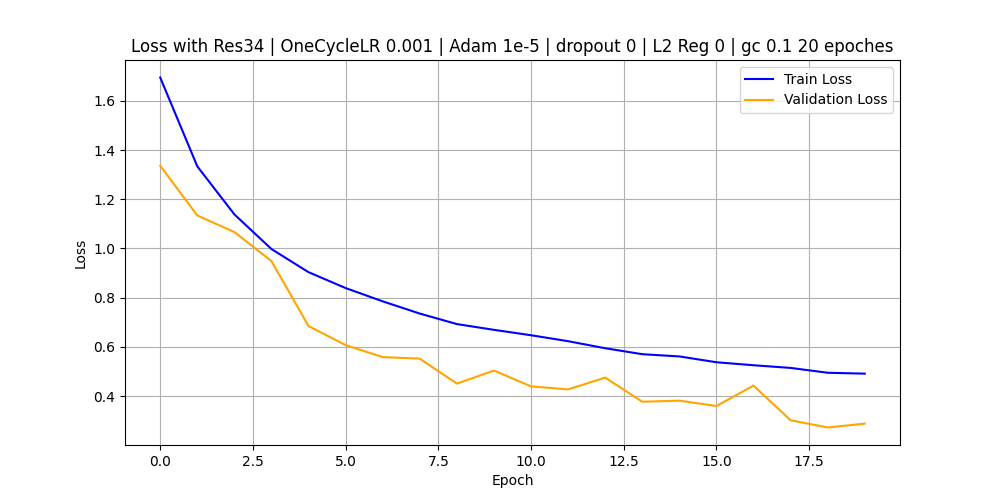 Loss with Res34 | OneCycleLR 0.001 | Adam 1e-5 | dropout 0 | L2 Reg 0 | gc 0.1 20 epoches
Train Loss
Validation Loss
1.6
1.4
1.2
1.0
0.8
0.6
0.4
Loss
0.0 2.5 5.0 7.5 10.0 12.5 15.0 17.5
Epoch